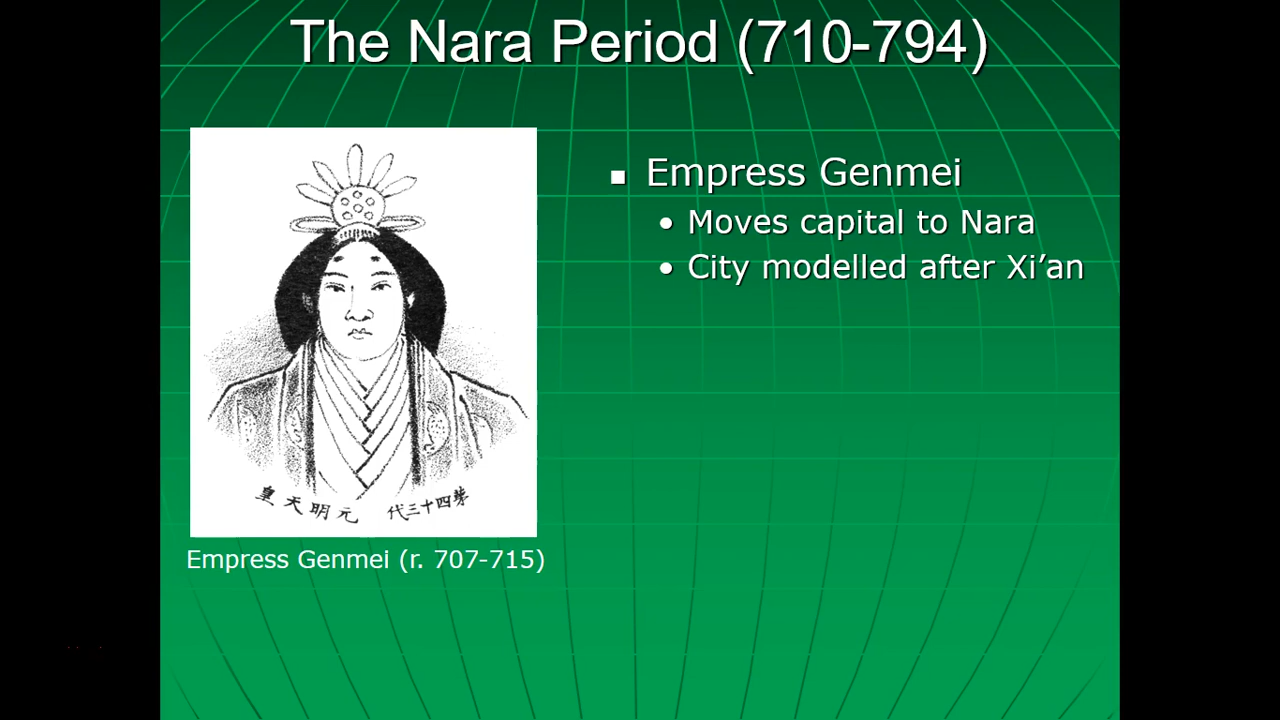 The Nara Period (710-794)
■ Empress Genmei
• Moves capital to Nara
• City modelled after Xi’an
第四十三代 元明天皇
Empress Genmei (r. 707-715)